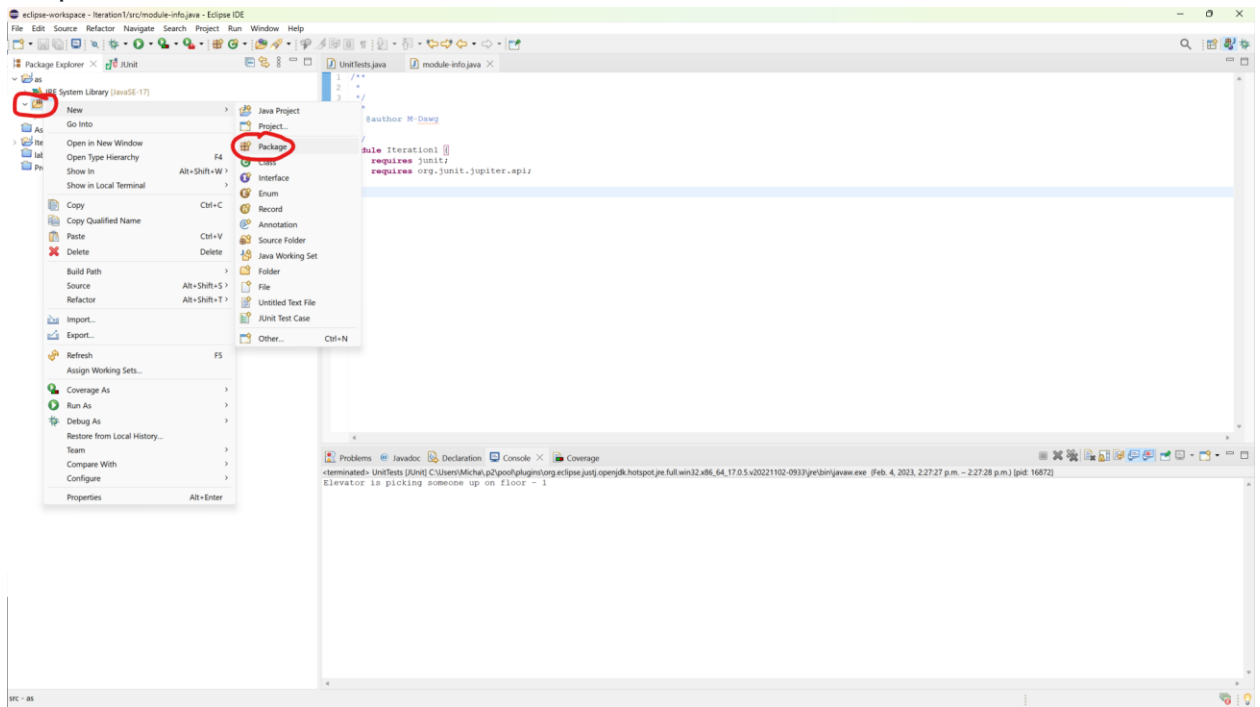 eclipse-workspace - Iteration1/src/module-info.java - Eclipse IDE
File Edit Source Refactor Navigate Search Project Run Window Help
Package Explorer
JUnit
as
JRE System Library [JavaSE-17]
As
Ite
lab
Pr
New
Go Into
Open in New Window
Open Type Hierarchy F4
Show In Alt+Shift+W
Show in Local Terminal
Copy Ctrl+C
Copy Qualified Name
Paste Ctrl+V
Delete Delete
Build Path
Source Alt+Shift+S
Refactor Alt+Shift+T
Import...
Export...
Refresh F5
Assign Working Sets...
Coverage As
Run As
Debug As
Restore from Local History...
Team
Compare With
Configure
Properties Alt+Enter
Java Project
Project...
Package
Class
Interface
Enum
Record
Annotation
Source Folder
Java Working Set
Folder
File
Untitled Text File
JUnit Test Case
Other... Ctrl+N
UnitTests.java module-info.java
1 /**
2 *
3 */
@author M-Dawg
/
dule Iteration1 {
requires junit;
requires org.junit.jupiter.api;
Problems Javadoc Declaration Console Coverage
<terminated> UnitTests [JUnit] C:\Users\Micha\.p2\pool\plugins\org.eclipse.justj.openjdk.hotspot.jre.full.win32.x86_64_17.0.5.v20221102-0933\jre\bin\javaw.exe (Feb. 4, 2023, 2:27:27 p.m. – 2:27:28 p.m.) [pid: 16872]
Elevator is picking someone up on floor - 1
src - as